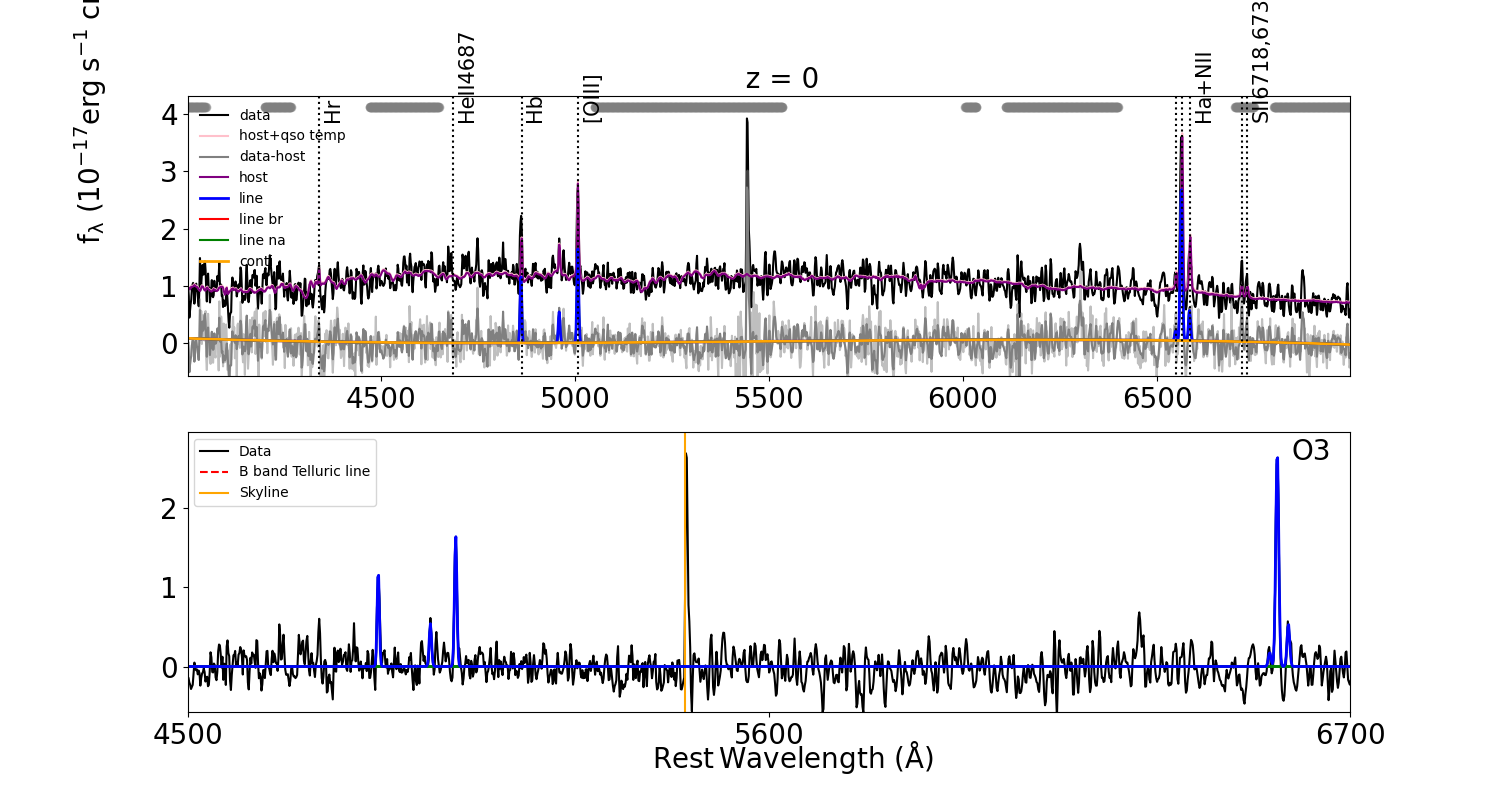 z = 0
f_λ (10^−17 erg s^−1 c
Hr
HeII4687
Hb
[OIII]
Ha+NII
SII6718,673
data
host+qso temp
data-host
host
line
line br
line na
cont
4
3
2
1
0
4500 5000 5500 6000 6500
O3
Data
B band Telluric line
Skyline
2
1
0
4500 5600 6700
Rest Wavelength (Å)